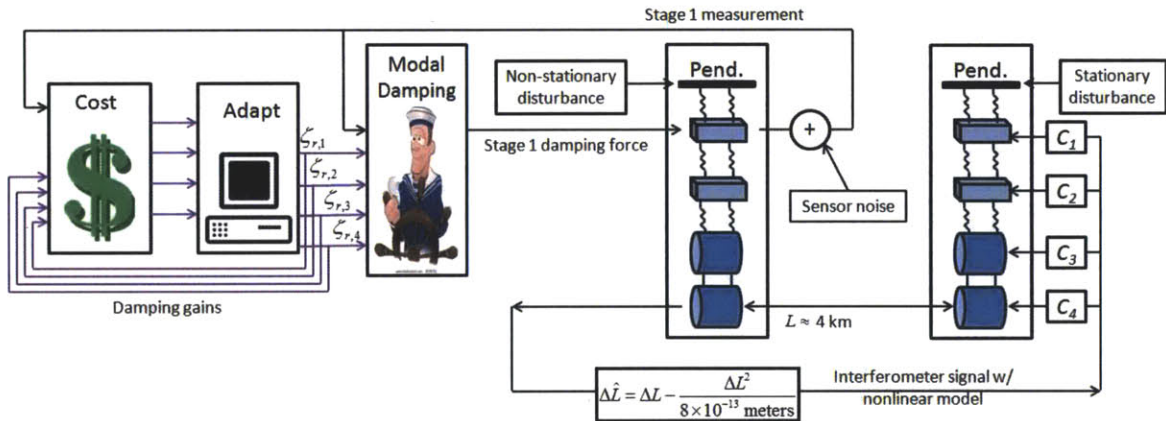 Stage 1 measurement
Cost
Adapt
Modal
Damping
ζr,1
ζr,2
ζr,3
ζr,4
Damping gains
Stage 1 damping force
Non-stationary
disturbance
Pend.
+
Sensor noise
Pend.
Stationary
disturbance
C1
C2
C3
C4
L ≈ 4 km
ΔL̂ = ΔL − ΔL² / 8×10⁻¹³ meters
Interferometer signal w/
nonlinear model